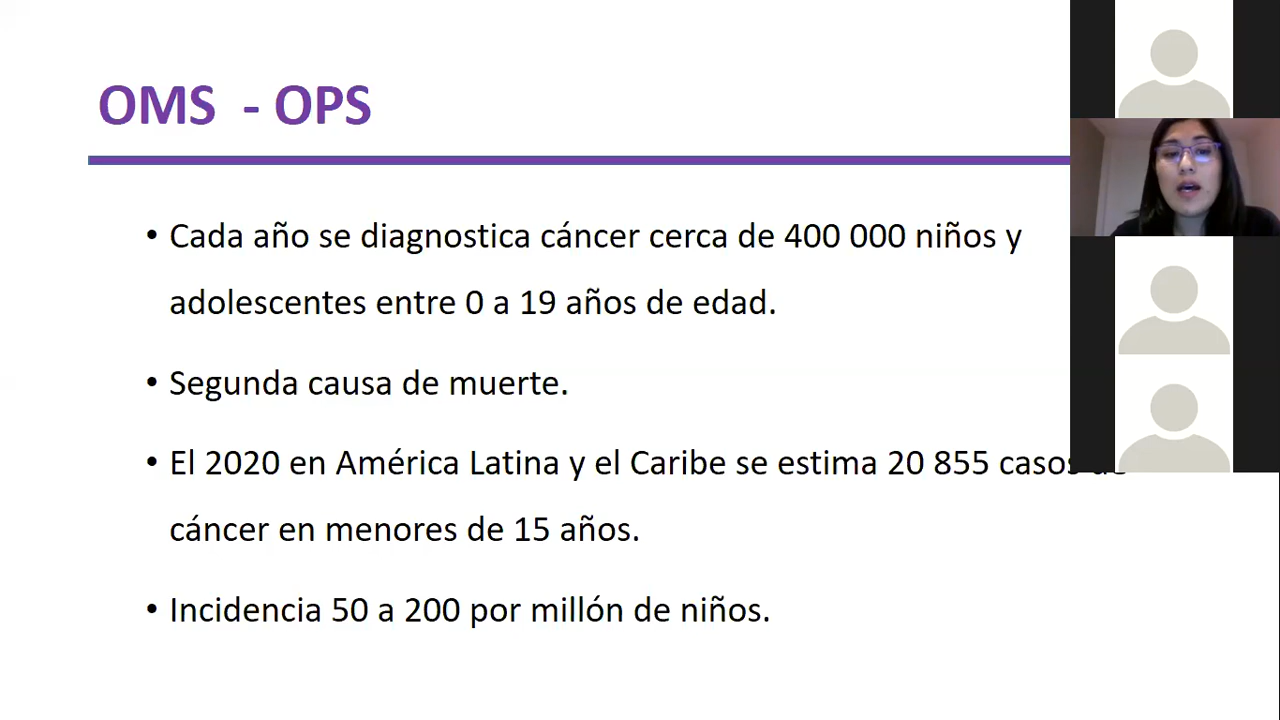 OMS - OPS
• Cada año se diagnostica cáncer cerca de 400 000 niños y
adolescentes entre 0 a 19 años de edad.
• Segunda causa de muerte.
• El 2020 en América Latina y el Caribe se estima 20 855 casos
cáncer en menores de 15 años.
• Incidencia 50 a 200 por millón de niños.